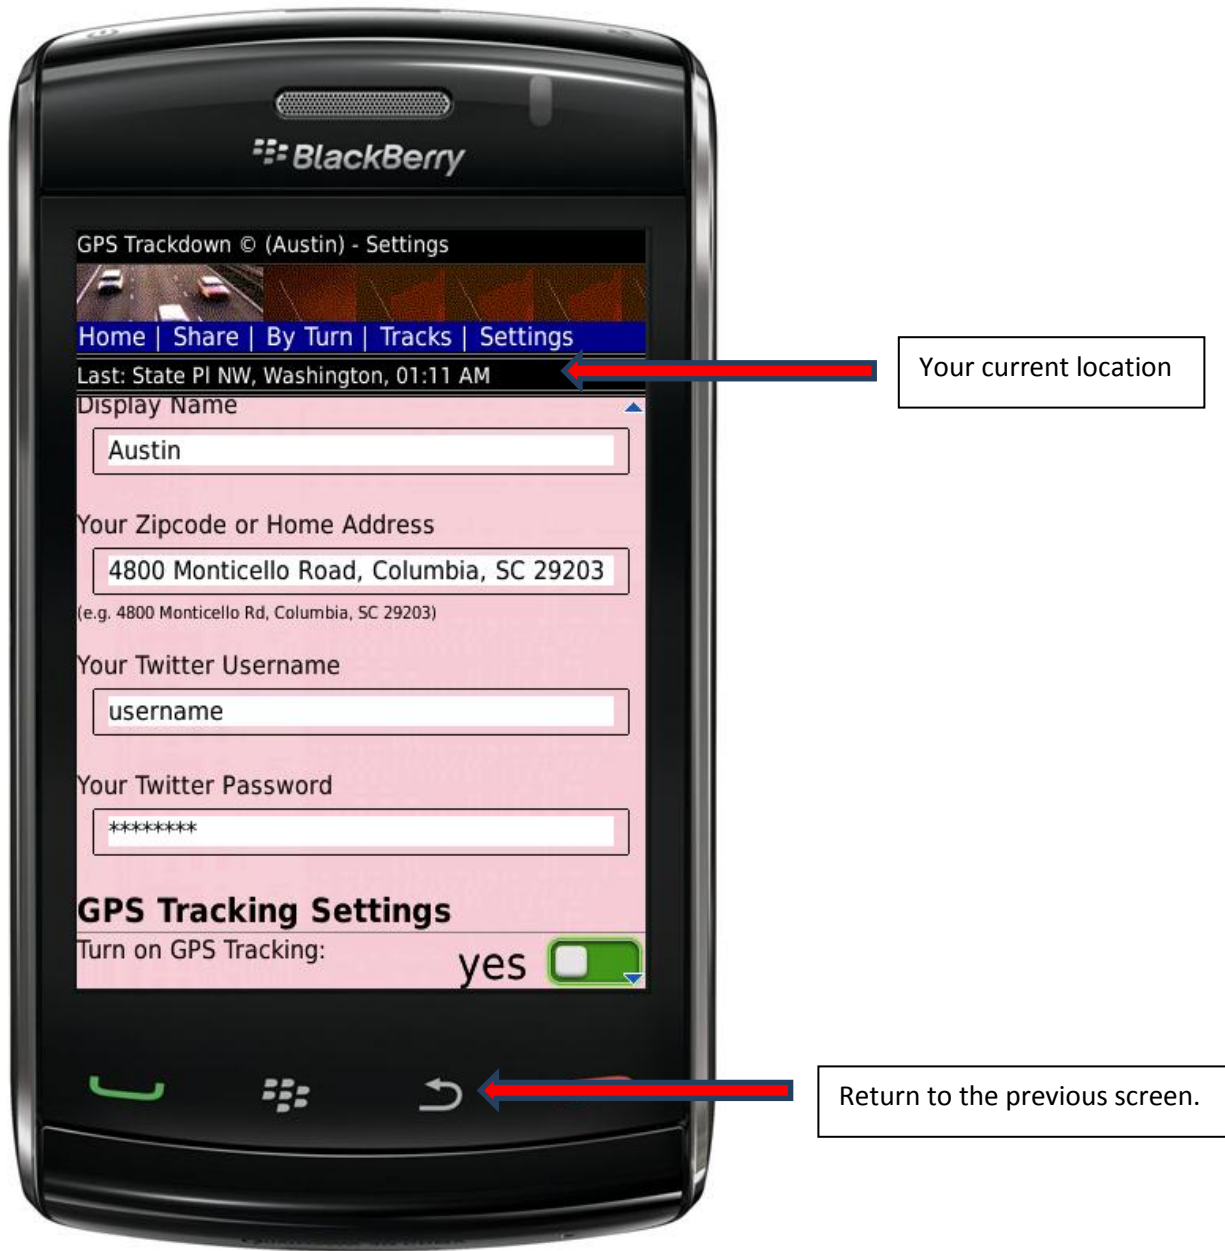 BlackBerry
GPS Trackdown © (Austin) - Settings
Home | Share | By Turn | Tracks | Settings
Last: State Pl NW, Washington, 01:11 AM
Your current location
Display Name
Austin
Your Zipcode or Home Address
4800 Monticello Road, Columbia, SC 29203
(e.g. 4800 Monticello Rd, Columbia, SC 29203)
Your Twitter Username
username
Your Twitter Password
********
GPS Tracking Settings
Turn on GPS Tracking:
yes
Return to the previous screen.